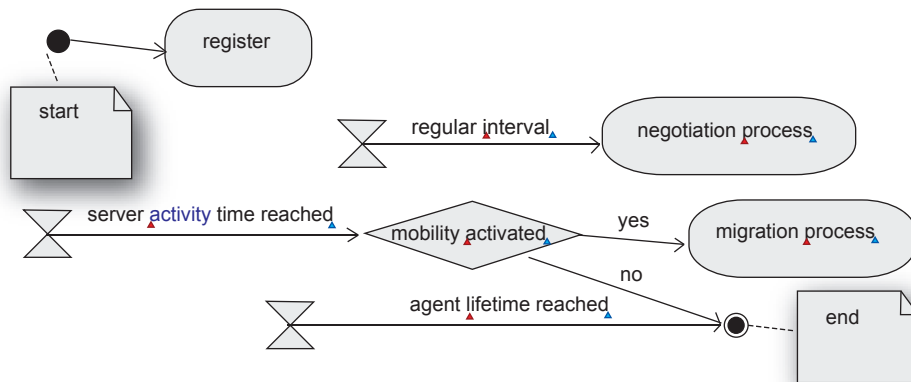 register
start
regular interval
negotiation process
server activity time reached
mobility activated
yes
migration process
no
agent lifetime reached
end